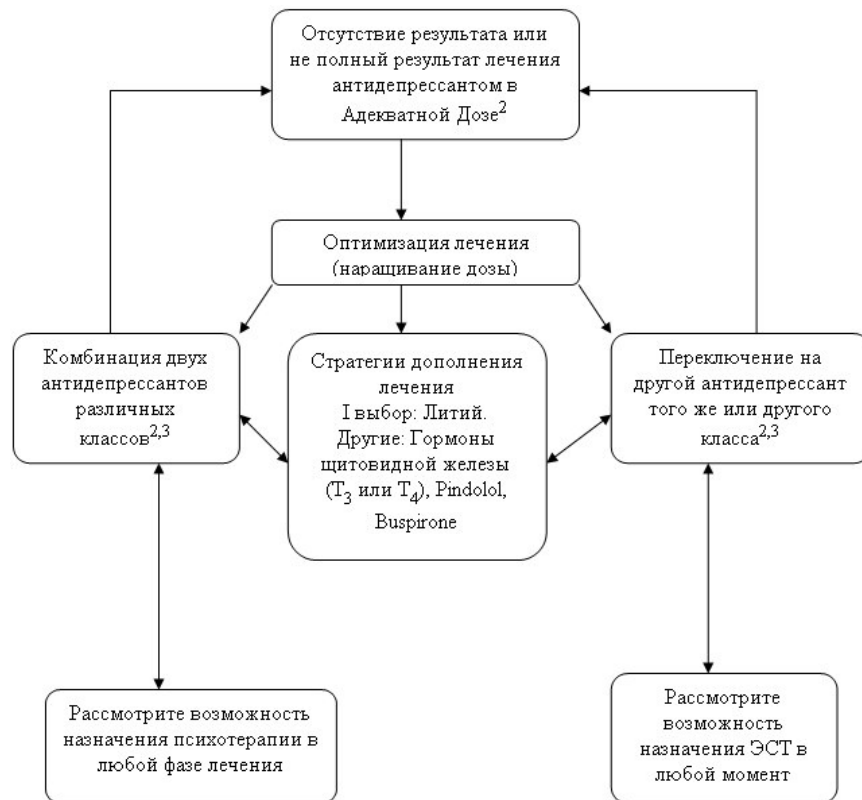 Отсутствие результата или
не полный результат лечения
антидепрессантом в
Адекватной Дозе²
Оптимизация лечения
(наращивание дозы)
Комбинация двух
антидепрессантов
различных
классов²,³
Стратегии дополнения
лечения
I выбор: Литий.
Другие: Гормоны
щитовидной железы
(T₃ или T₄), Pindolol,
Buspirone
Переключение на
другой антидепрессант
того же или другого
класса²,³
Рассмотрите возможность
назначения психотерапии в
любой фазе лечения
Рассмотрите
возможность
назначения ЭСТ в
любой момент